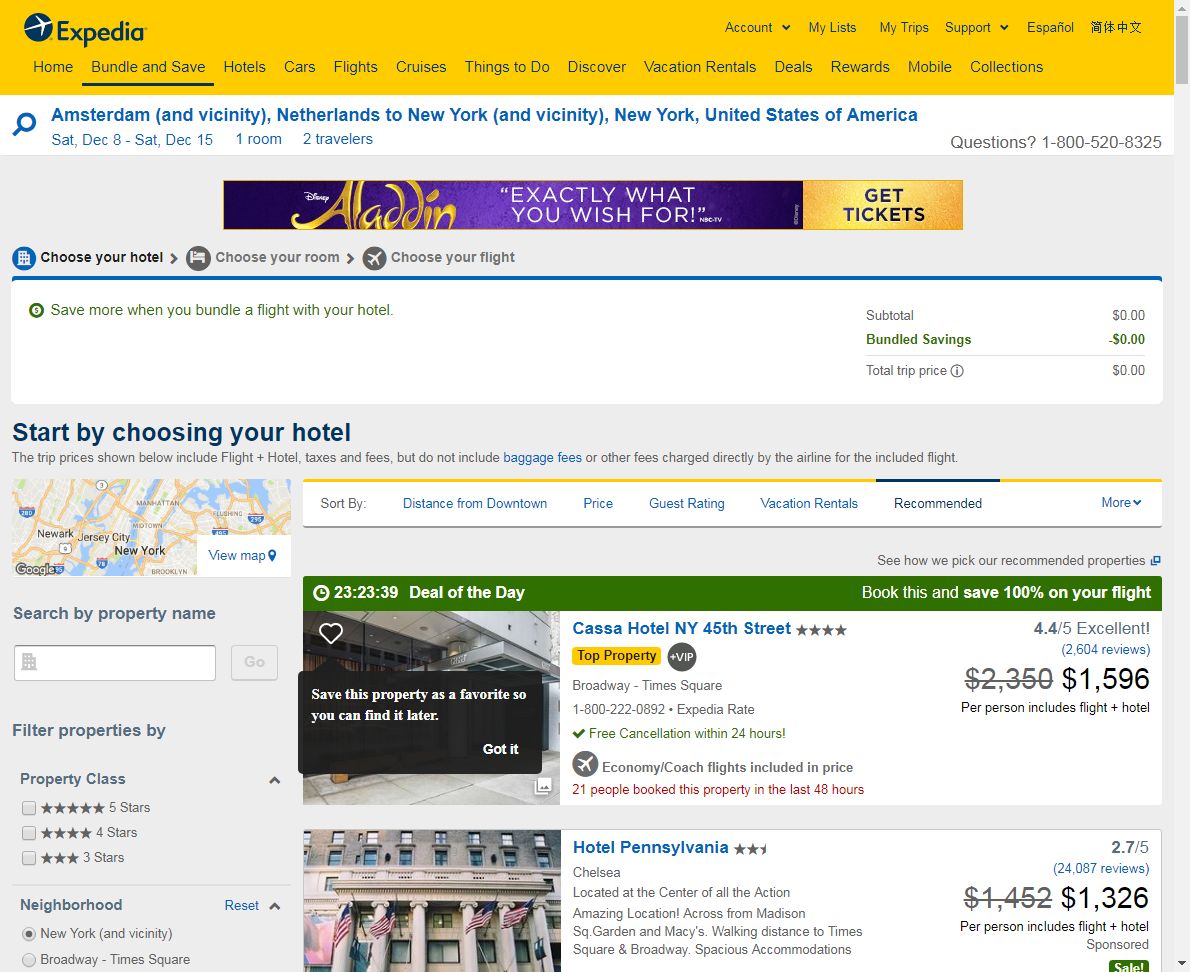 Expedia
Account
My Lists
My Trips
Support
Español
简体中文
Home
Bundle and Save
Hotels
Cars
Flights
Cruises
Things to Do
Discover
Vacation Rentals
Deals
Rewards
Mobile
Collections
Amsterdam (and vicinity), Netherlands to New York (and vicinity), New York, United States of America
Sat, Dec 8 - Sat, Dec 15 1 room 2 travelers
Questions? 1-800-520-8325
Disney Aladdin
"EXACTLY WHAT
YOU WISH FOR!" NBC-TV
©Disney
GET
TICKETS
Choose your hotel
Choose your room
Choose your flight
Save more when you bundle a flight with your hotel.
Subtotal $0.00
Bundled Savings -$0.00
Total trip price $0.00
Start by choosing your hotel
The trip prices shown below include Flight + Hotel, taxes and fees, but do not include baggage fees or other fees charged directly by the airline for the included flight.
MANHATTAN
FLUSHING
MIDTOWN
Newark
Jersey City
New York
BROOKLYN
Google
3
280
295
495
9
78
View map
Sort By:
Distance from Downtown
Price
Guest Rating
Vacation Rentals
Recommended
More
See how we pick our recommended properties
Search by property name
Go
Filter properties by
Property Class
5 Stars
4 Stars
3 Stars
Neighborhood Reset
New York (and vicinity)
Broadway - Times Square
23:23:39 Deal of the Day
Book this and save 100% on your flight
Save this property as a favorite so
you can find it later.
Got it
Cassa Hotel NY 45th Street
Top Property
+VIP
Broadway - Times Square
1-800-222-0892 • Expedia Rate
Free Cancellation within 24 hours!
Economy/Coach flights included in price
21 people booked this property in the last 48 hours
4.4/5 Excellent!
(2,604 reviews)
$2,350 $1,596
Per person includes flight + hotel
Hotel Pennsylvania
Chelsea
Located at the Center of all the Action
Amazing Location! Across from Madison
Sq.Garden and Macy's. Walking distance to Times
Square & Broadway. Spacious Accommodations
2.7/5
(24,087 reviews)
$1,452 $1,326
Per person includes flight + hotel
Sponsored
Sale!